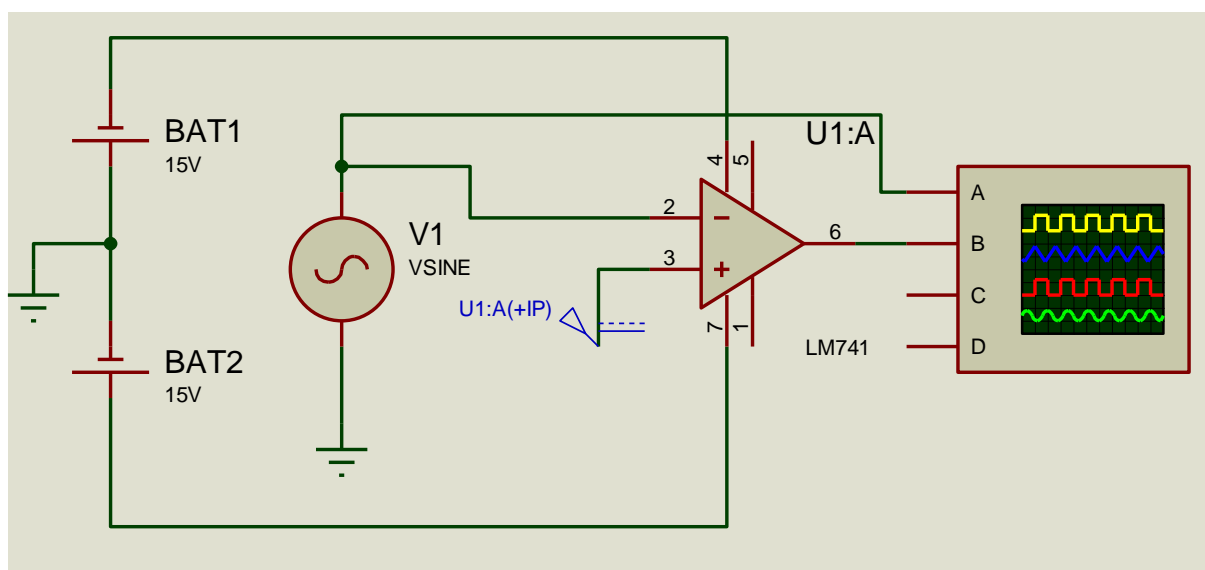 BAT1
15V
BAT2
15V
V1
VSINE
U1:A(+IP)
2
3
4
5
6
7
1
U1:A
LM741
A
B
C
D